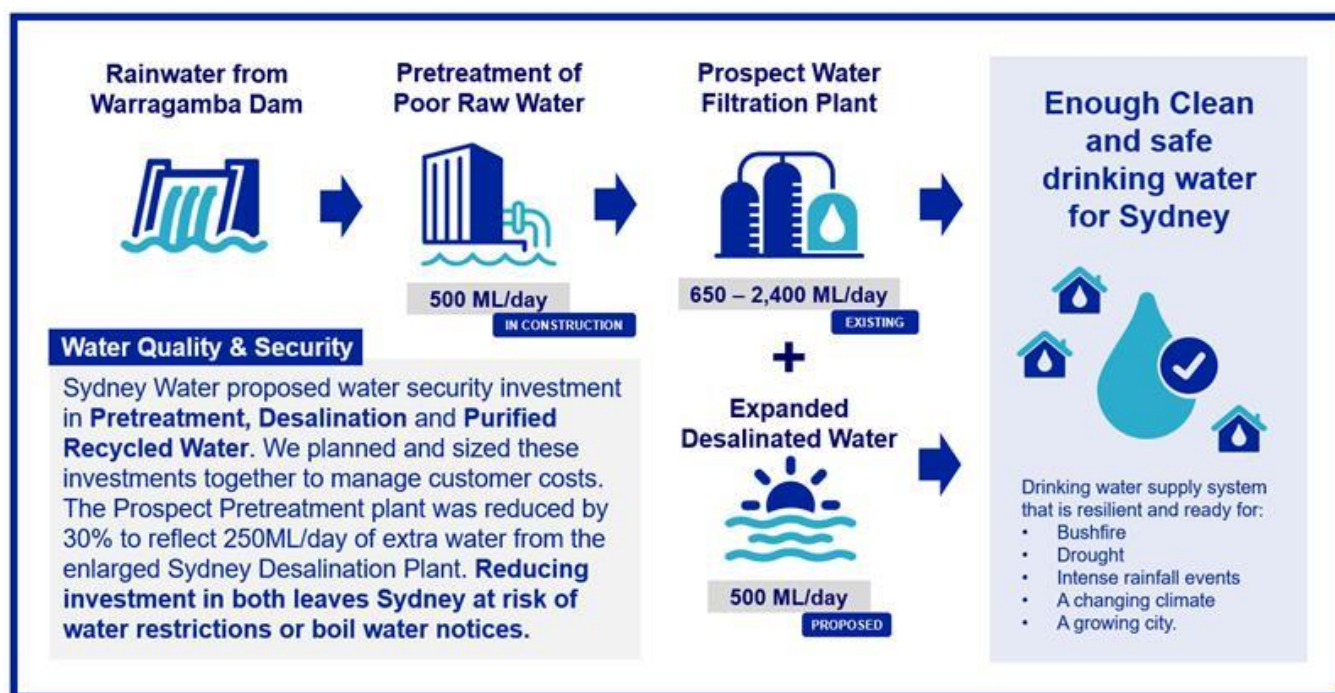 Rainwater from
Warragamba Dam
Pretreatment of
Poor Raw Water
500 ML/day
IN CONSTRUCTION
Prospect Water
Filtration Plant
650 – 2,400 ML/day
EXISTING
+
Expanded
Desalinated Water
500 ML/day
PROPOSED
Water Quality & Security
Sydney Water proposed water security investment
in Pretreatment, Desalination and Purified
Recycled Water. We planned and sized these
investments together to manage customer costs.
The Prospect Pretreatment plant was reduced by
30% to reflect 250ML/day of extra water from the
enlarged Sydney Desalination Plant. Reducing
investment in both leaves Sydney at risk of
water restrictions or boil water notices.
Enough Clean
and safe
drinking water
for Sydney
Drinking water supply system
that is resilient and ready for:
• Bushfire
• Drought
• Intense rainfall events
• A changing climate
• A growing city.